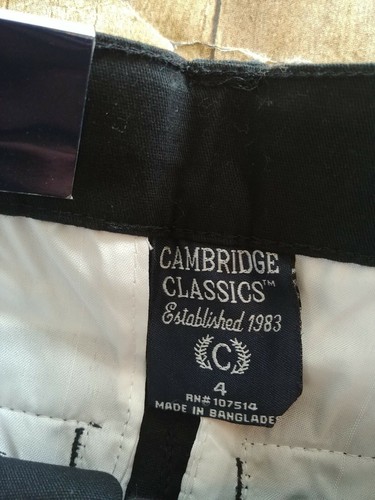 CAMBRIDGE
CLASSICS™
Established 1983
C
4
RN# 107514
MADE IN BANGLADE